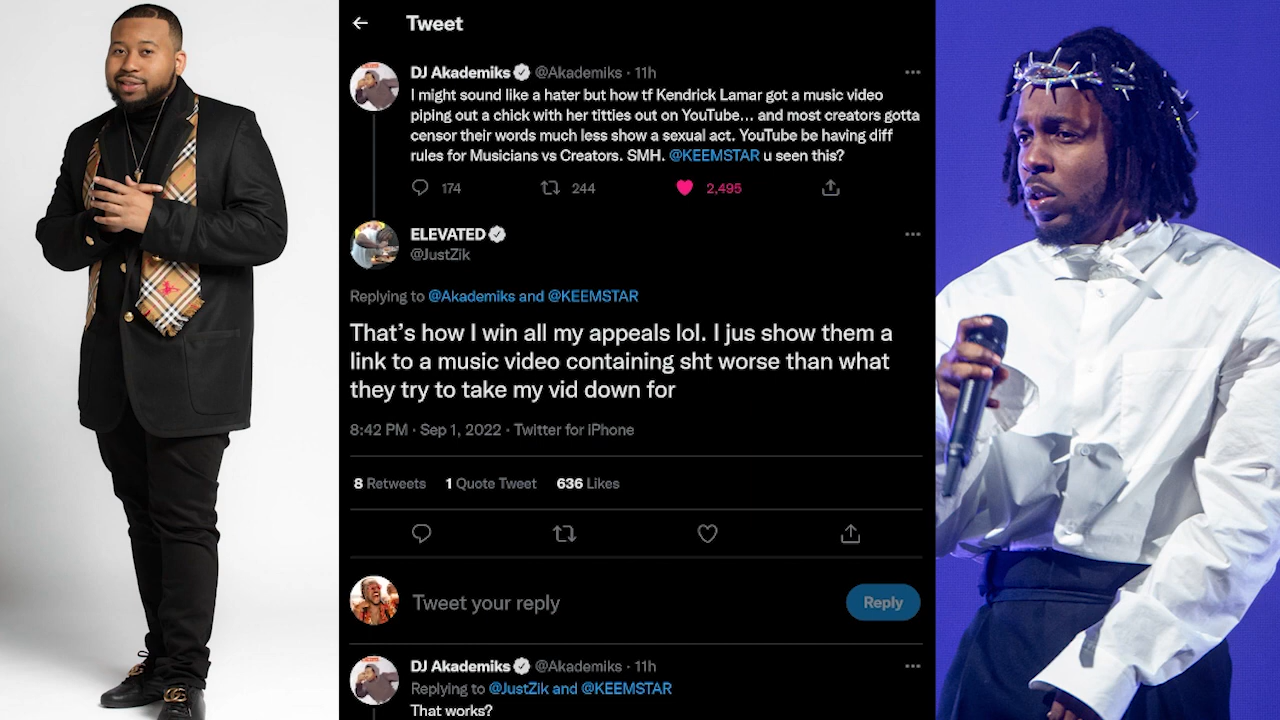 Tweet
DJ Akademiks @Akademiks · 11h
I might sound like a hater but how tf Kendrick Lamar got a music video
piping out a chick with her titties out on YouTube... and most creators gotta
censor their words much less show a sexual act. YouTube be having diff
rules for Musicians vs Creators. SMH. @KEEMSTAR u seen this?
174 244 2,495
ELEVATED
@JustZik
Replying to @Akademiks and @KEEMSTAR
That’s how I win all my appeals lol. I jus show them a
link to a music video containing sht worse than what
they try to take my vid down for
8:42 PM · Sep 1, 2022 · Twitter for iPhone
8 Retweets 1 Quote Tweet 636 Likes
Tweet your reply
Reply
DJ Akademiks @Akademiks · 11h
Replying to @JustZik and @KEEMSTAR
That works?